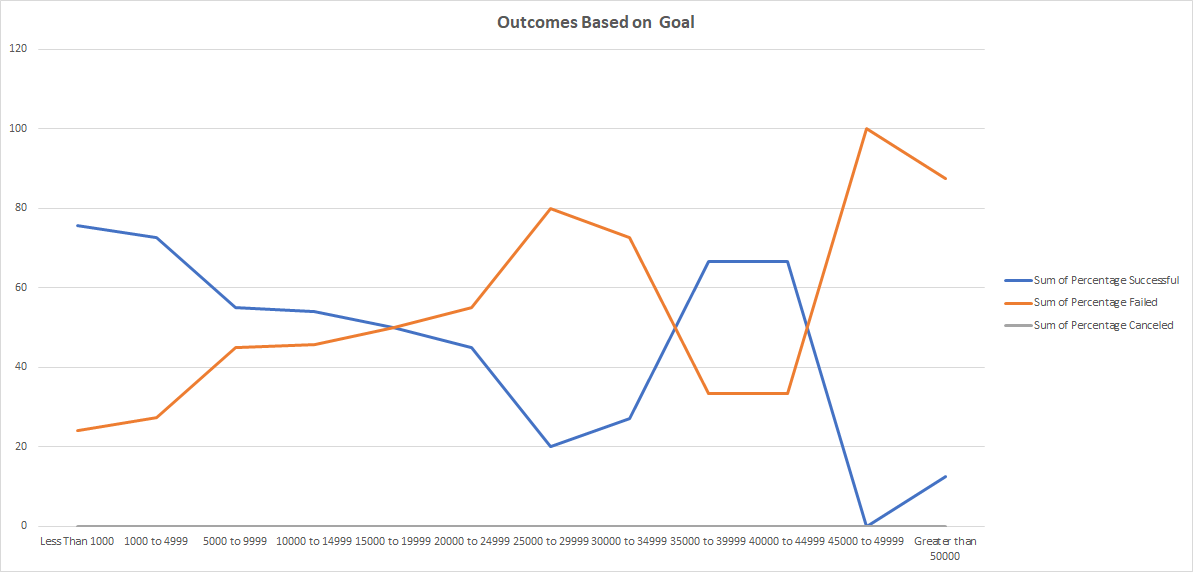 Outcomes Based on  Goal
120
100
80
60
40
20
0
Less Than 1000
1000 to 4999
5000 to 9999
10000 to 14999
15000 to 19999
20000 to 24999
25000 to 29999
30000 to 34999
35000 to 39999
40000 to 44999
45000 to 49999
Greater than
50000
Sum of Percentage Successful
Sum of Percentage Failed
Sum of Percentage Canceled